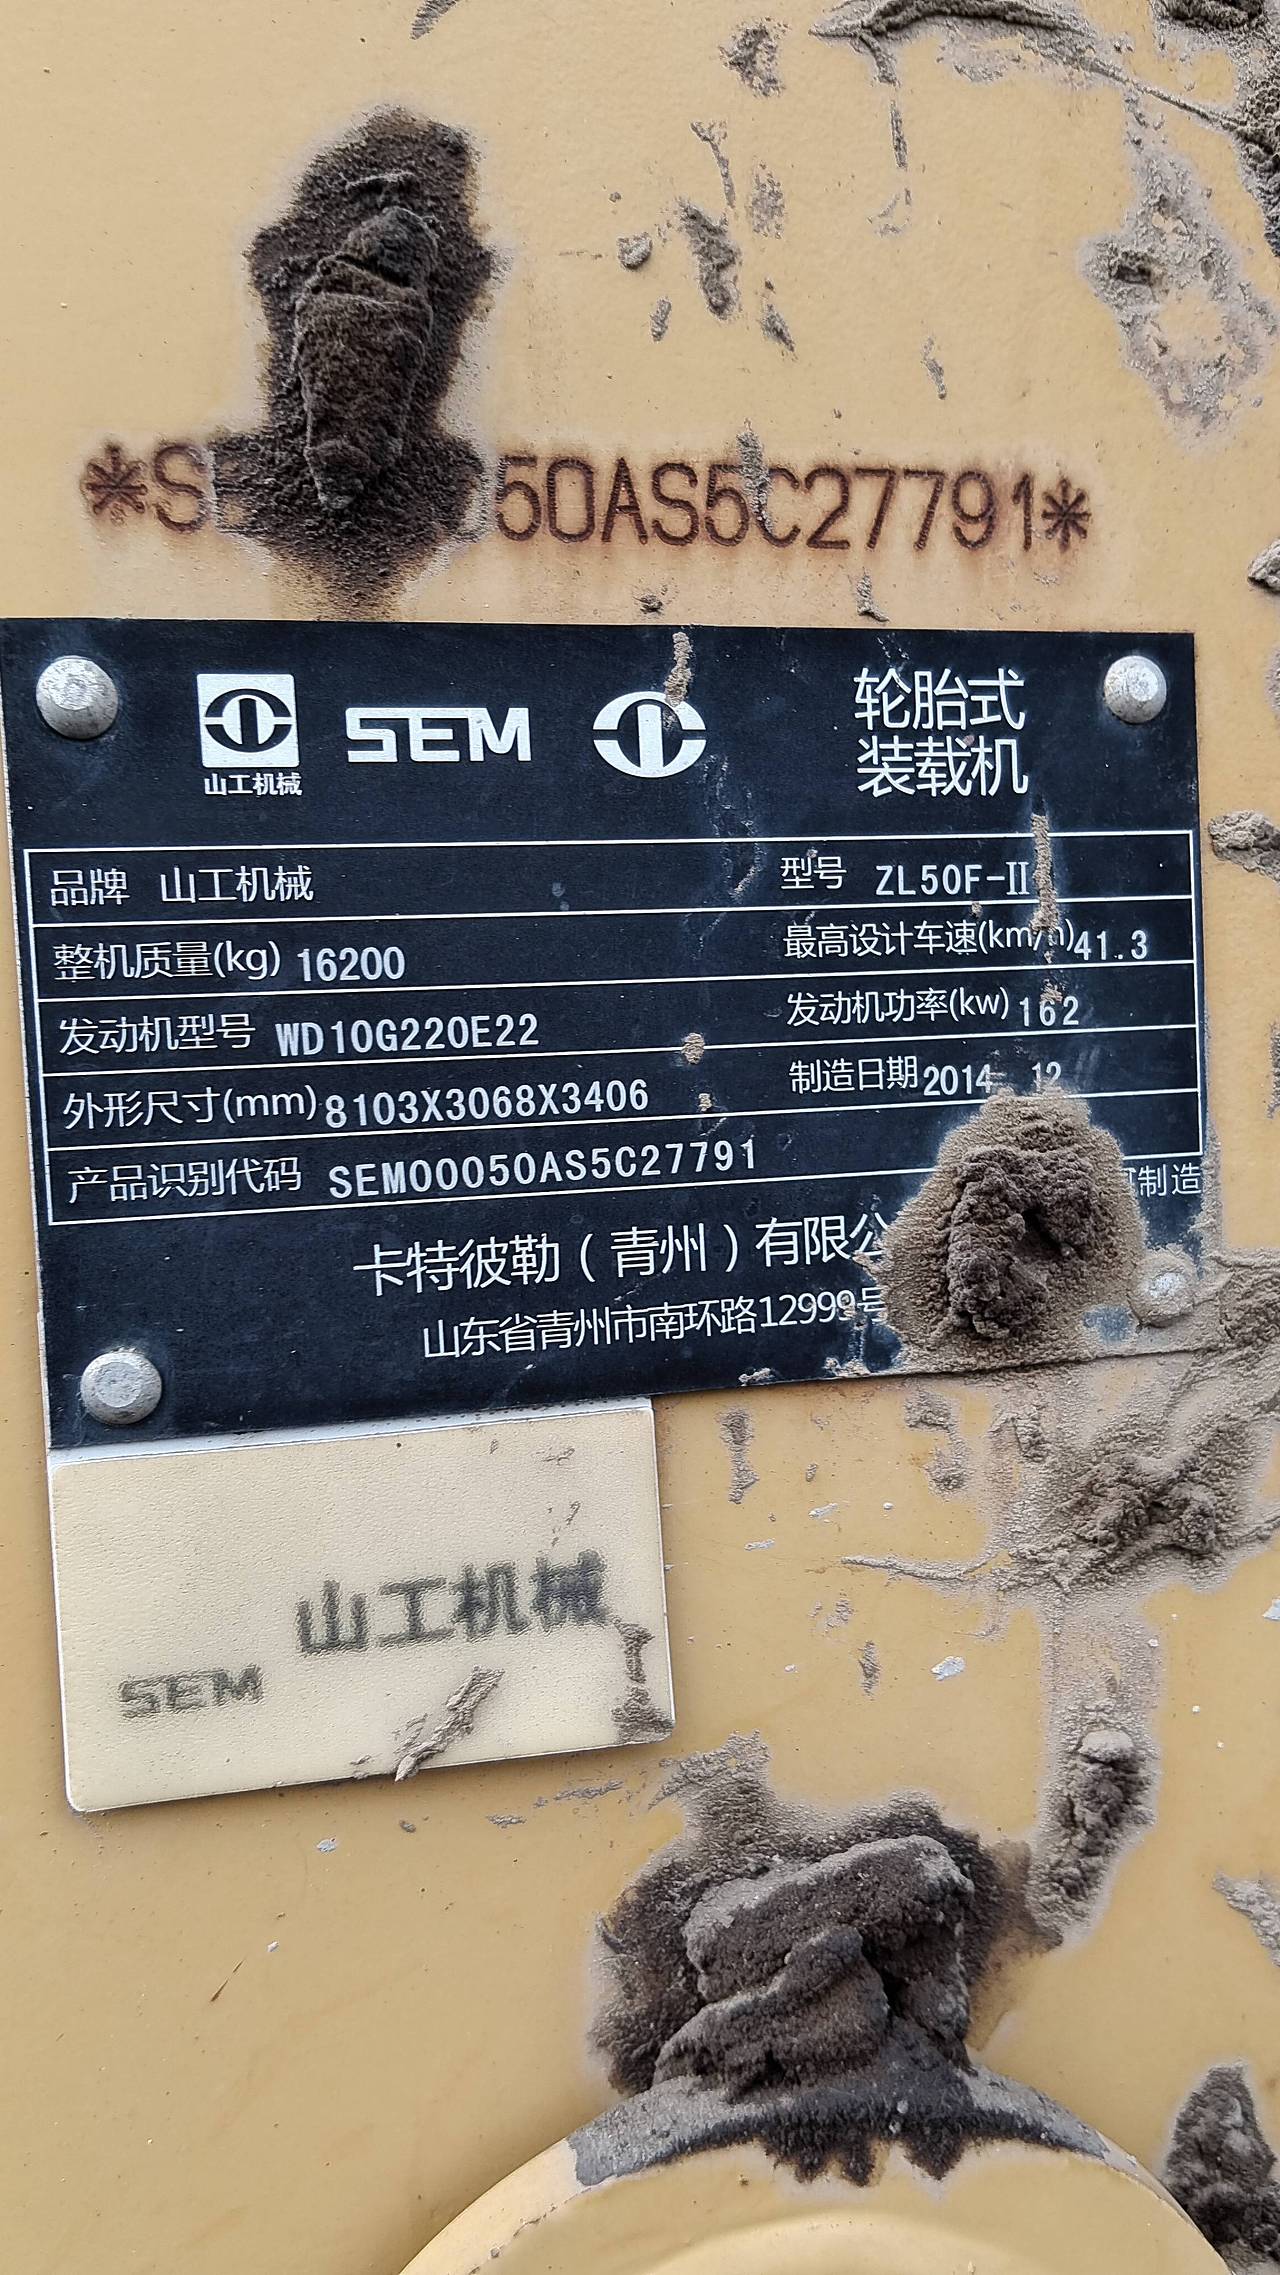 *S 50AS5C27791*
山工机械 SEM 轮胎式
装载机
品牌 山工机械 型号 ZL50F-II
整机质量(kg) 16200 最高设计车速(km/h) 41.3
发动机型号 WD10G220E22 发动机功率(kw) 162
外形尺寸(mm) 8103X3068X3406 制造日期 2014 12
产品识别代码 SEM00050AS5C27791
制造
卡特彼勒（青州）有限公
山东省青州市南环路12999号
山工机械
SEM